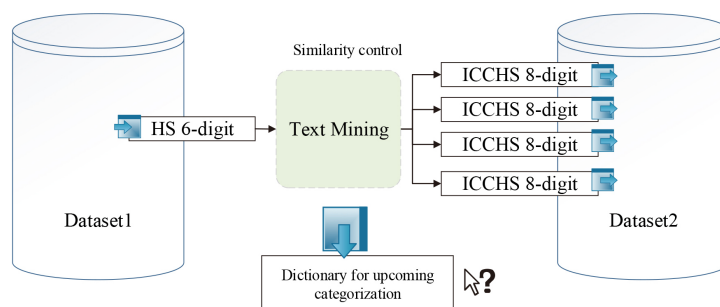 Similarity control
Dataset1
HS 6-digit
Text Mining
ICCHS 8-digit
ICCHS 8-digit
ICCHS 8-digit
ICCHS 8-digit
Dataset2
Dictionary for upcoming
categorization
?